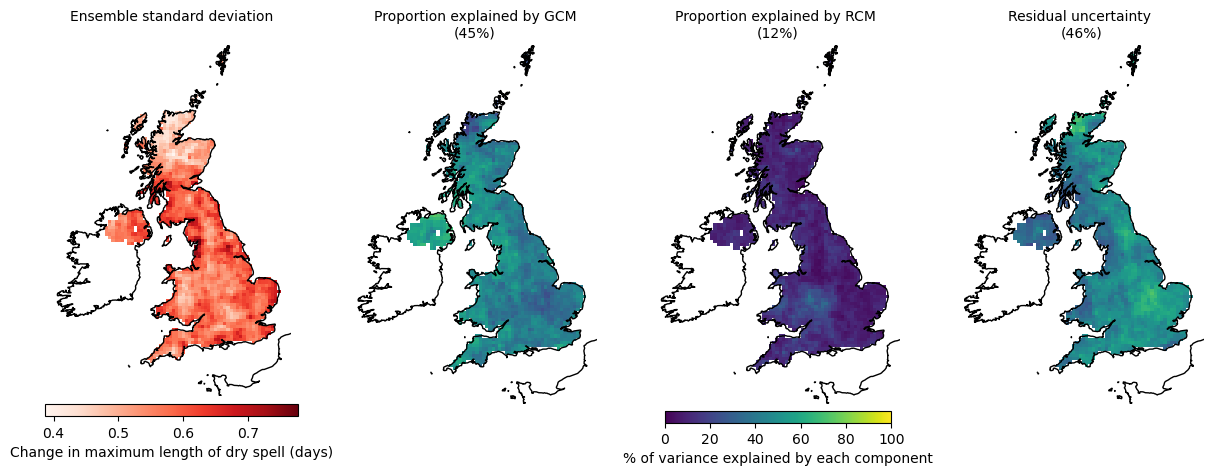 Ensemble standard deviation
Proportion explained by GCM
(45%)
Proportion explained by RCM
(12%)
Residual uncertainty
(46%)
0.4 0.5 0.6 0.7
Change in maximum length of dry spell (days)
0 20 40 60 80 100
% of variance explained by each component